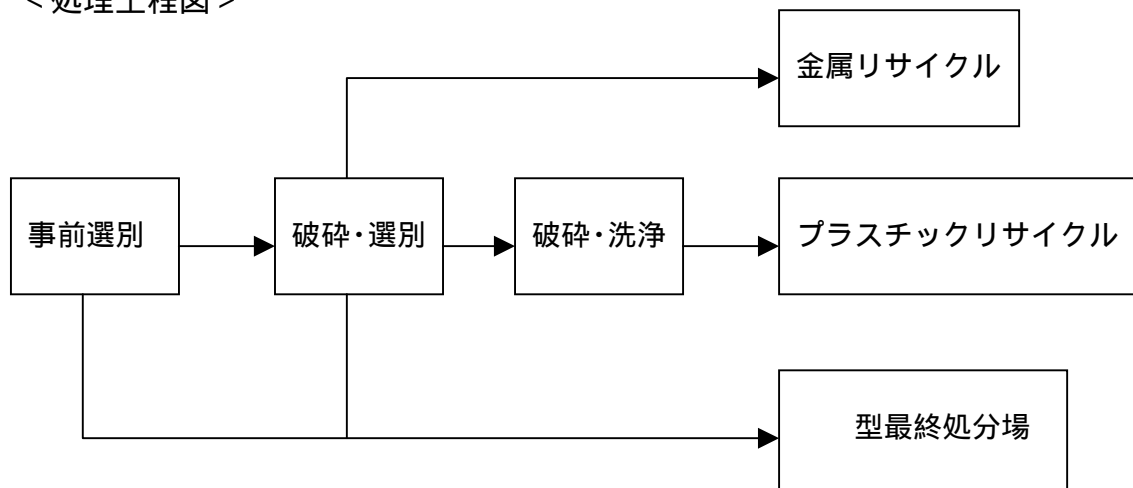 <処理工程図>
金属リサイクル
事前選別
破砕・選別
破砕・洗浄
プラスチックリサイクル
型最終処分場